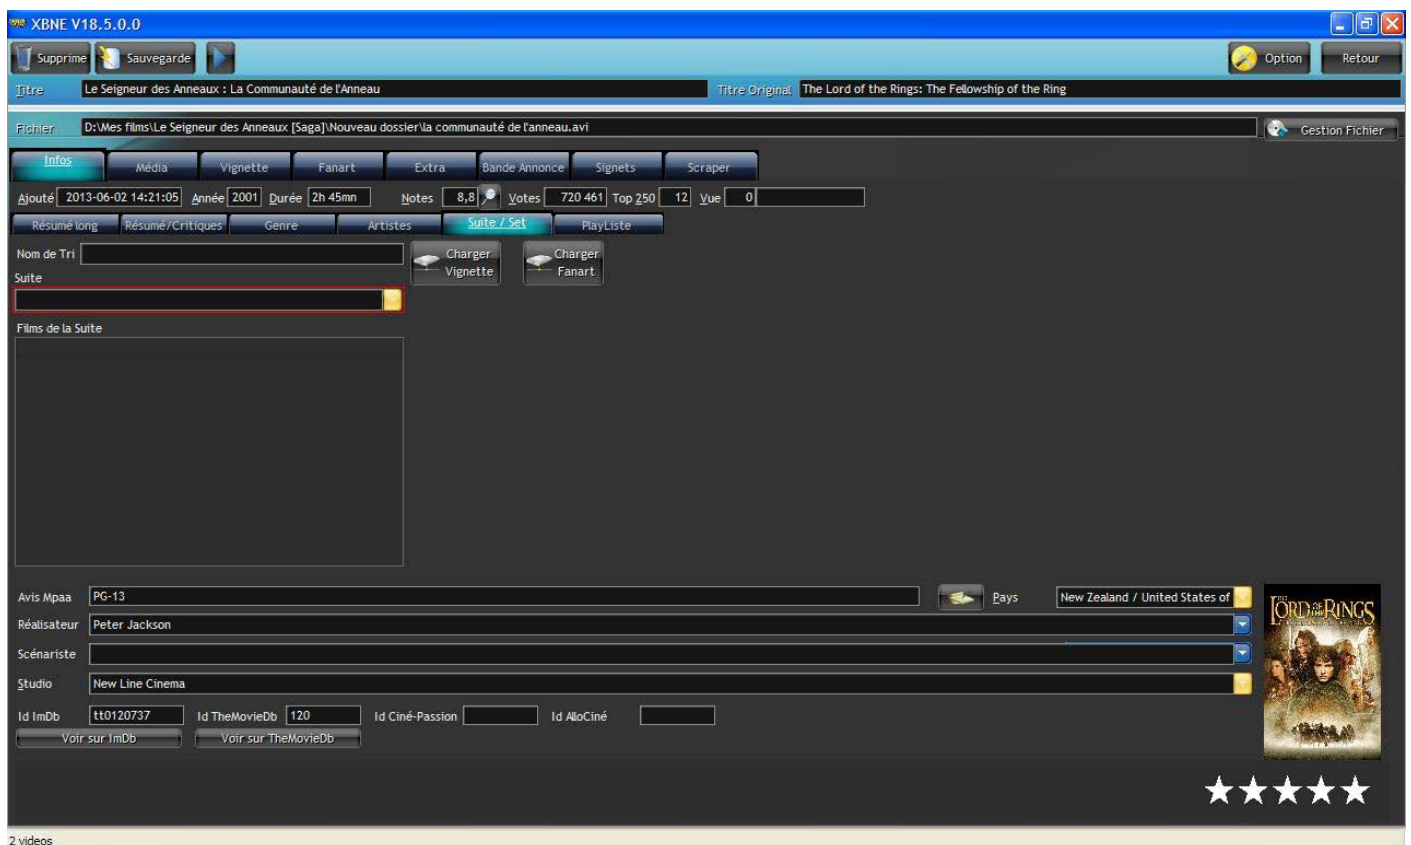 XBNE V18.5.0.0
Supprime Sauvegarde Option Retour
Titre Le Seigneur des Anneaux : La Communauté de l'Anneau Titre Original The Lord of the Rings: The Fellowship of the Ring
Fichier D:\Mes films\Le Seigneur des Anneaux [Saga]\Nouveau dossier\la communauté de l'anneau.avi Gestion Fichier
Infos Média Vignette Fanart Extra Bande Annonce Signets Scraper
Ajouté 2013-06-02 14:21:05 Année 2001 Durée 2h 45mn Notes 8,8 Votes 720 461 Top 250 12 Vue 0
Résumé long Résumé/Critiques Genre Artistes Suite / Set PlayListe
Nom de Tri Charger Vignette Charger Fanart
Suite
Films de la Suite
Avis Mpaa PG-13 Pays New Zealand / United States of
Réalisateur Peter Jackson
Scénariste
Studio New Line Cinema
Id ImDb tt0120737 Id TheMovieDb 120 Id Ciné-Passion Id AlloCiné
Voir sur ImDb Voir sur TheMovieDb
THE LORD OF THE RINGS
2 videos